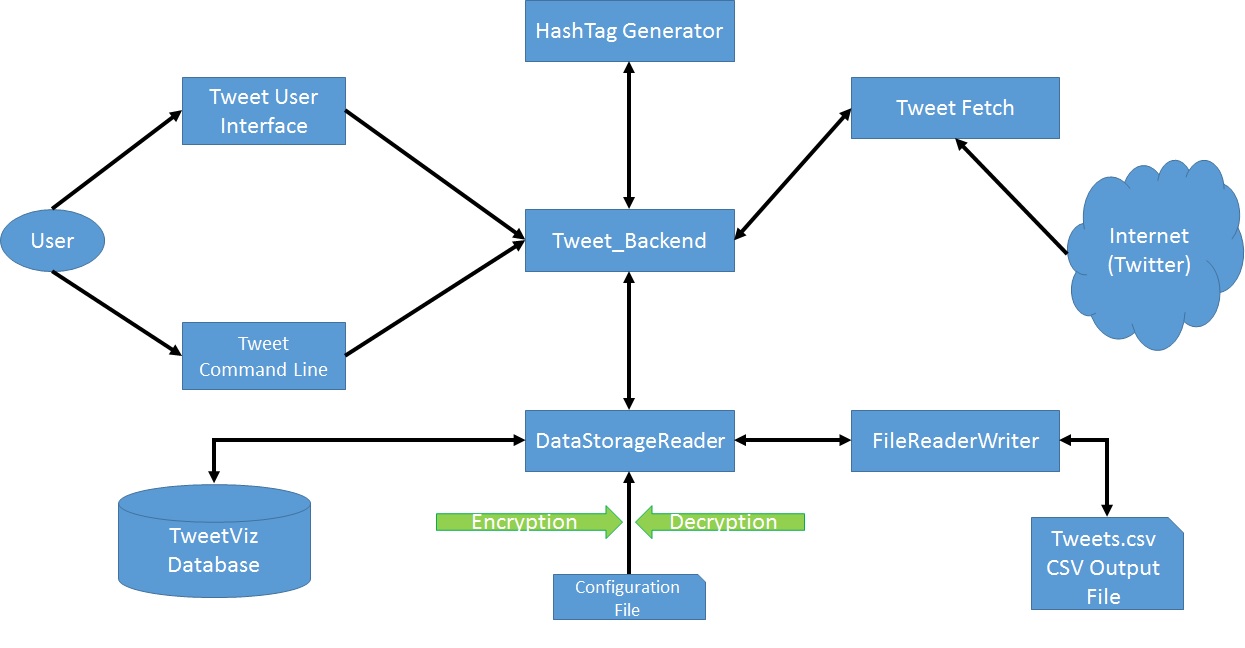 HashTag Generator
Tweet User
Interface
Tweet Fetch
User
Tweet_Backend
Internet
(Twitter)
Tweet
Command Line
DataStorageReader
FileReaderWriter
Encryption
Decryption
TweetViz
Database
Tweets.csv
CSV Output
File
Configuration
File